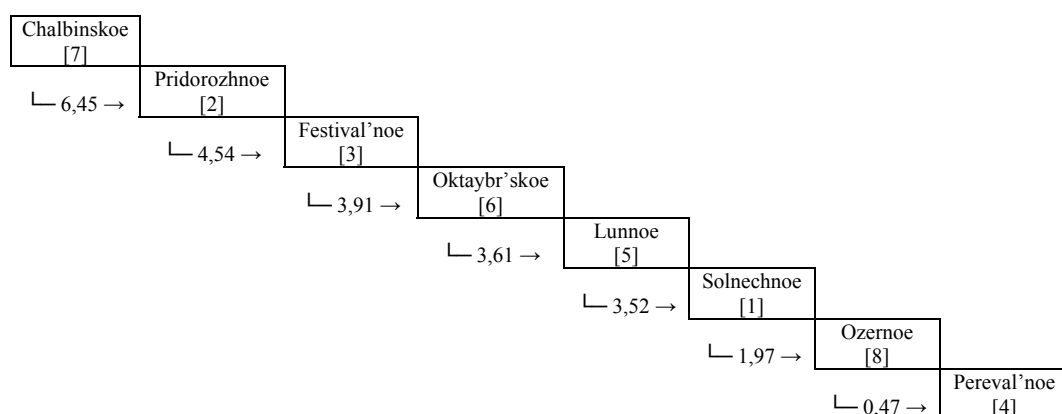 Chalbinskoe
[7]
└─ 6,45 →
Pridorozhnoe
[2]
└─ 4,54 →
Festival’noe
[3]
└─ 3,91 →
Oktaybr’skoe
[6]
└─ 3,61 →
Lunnoe
[5]
└─ 3,52 →
Solnechnoe
[1]
└─ 1,97 →
Ozernoe
[8]
└─ 0,47 →
Pereval’noe
[4]